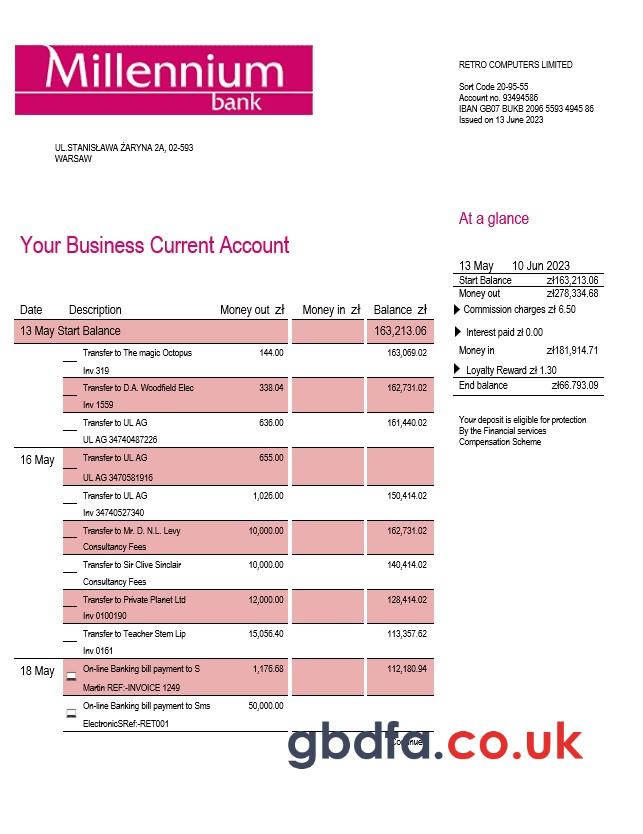 Millennium
bank
RETRO COMPUTERS LIMITED
Sort Code 20-95-55
Account no. 93494586
IBAN GB07 BUKB 2096 5593 4945 86
Issued on 13 June 2023
UL.STANISŁAWA ŻARYNA 2A, 02-593
WARSAW
At a glance
Your Business Current Account
13 May 10 Jun 2023
Start Balance zł163,213.06
Money out zł278,334.68
Commission charges zł 6.50
Interest paid zł 0.00
Money in zł181,914.71
Loyalty Reward zł 1.30
End balance zł66.793.09
Your deposit is eligible for protection
By the Financial services
Compensation Scheme
Date Description Money out zł Money in zł Balance zł
13 May Start Balance 163,213.06
Transfer to The magic Octopus 144.00 163,069.02
Inv 319
Transfer to D.A. Woodfield Elec 338.04 162,731.02
Inv 1559
Transfer to UL AG 636.00 161,440.02
UL AG 34740487226
16 May Transfer to UL AG 655.00
UL AG 3470581916
Transfer to UL AG 1,026.00 150,414.02
Inv 34740527340
Transfer to Mr. D. N.L. Levy 10,000.00 162,731.02
Consultancy Fees
Transfer to Sir Clive Sinclair 10,000.00 140,414.02
Consultancy Fees
Transfer to Private Planet Ltd 12,000.00 128,414.02
Inv 0100190
Transfer to Teacher Stem Lip 15,056.40 113,357.62
Inv 0161
18 May On-line Banking bill payment to S 1,176.68 112,180.94
Martin REF:-INVOICE 1249
On-line Banking bill payment to Sms 50,000.00
ElectronicSRef:-RET001
Continue
gbdfa.co.uk